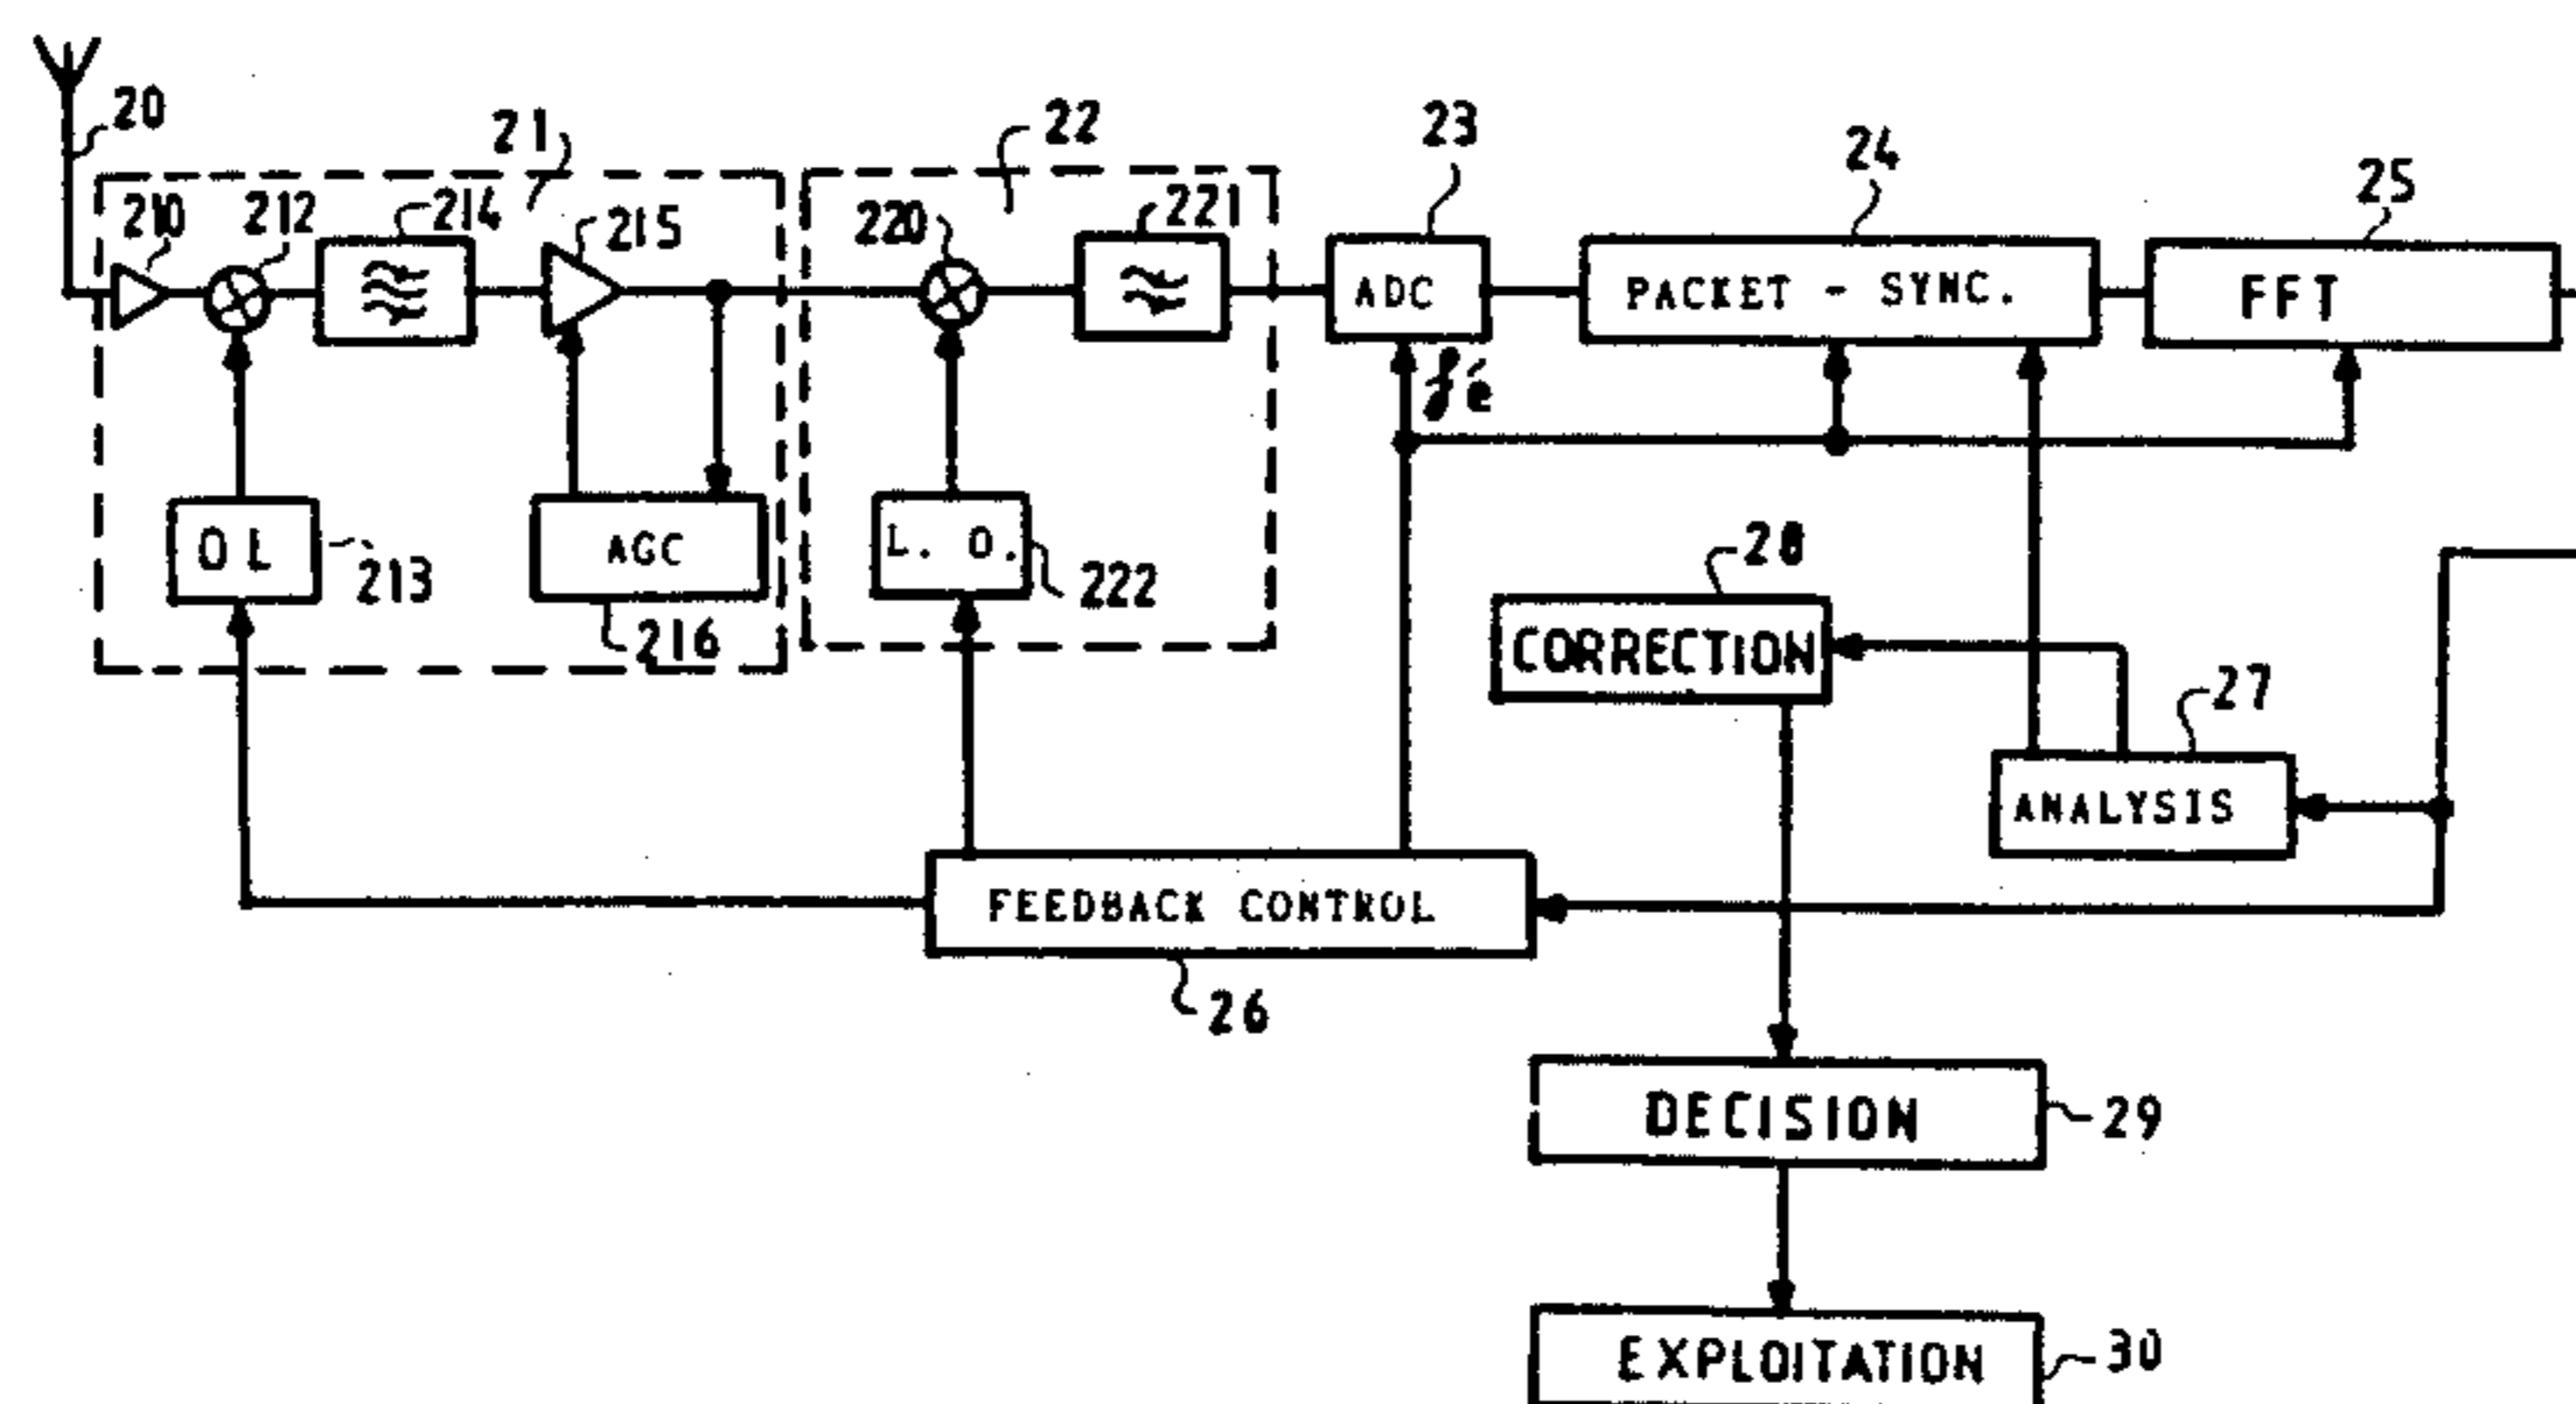 20
21
22
23
24
25
210
212
214
215
220
221
ADC
PACKET - SYNC.
FFT
fé
OL
213
AGC
216
L. O.
222
28
CORRECTION
27
ANALYSIS
FEEDBACK CONTROL
26
DECISION
29
EXPLOITATION
30